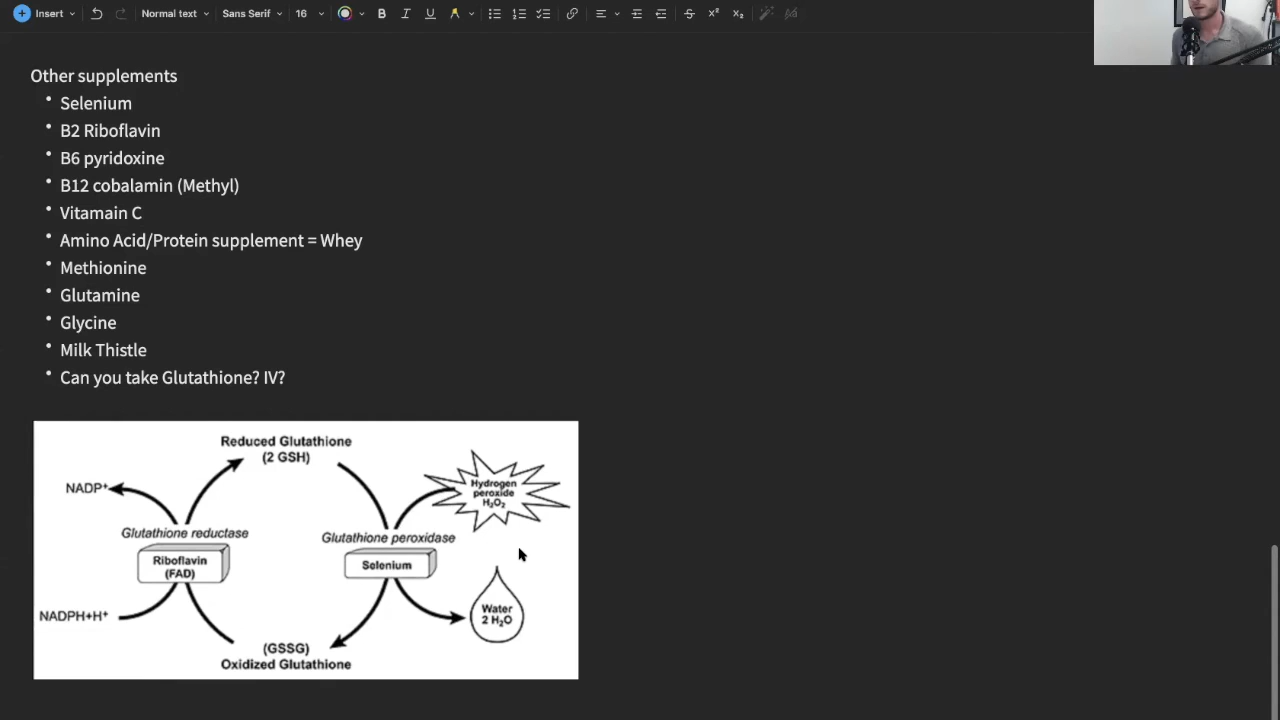 Insert Normal text Sans Serif 16 B I U S X² X₂
Other supplements
• Selenium
• B2 Riboflavin
• B6 pyridoxine
• B12 cobalamin (Methyl)
• Vitamain C
• Amino Acid/Protein supplement = Whey
• Methionine
• Glutamine
• Glycine
• Milk Thistle
• Can you take Glutathione? IV?
Reduced Glutathione
(2 GSH)
NADP⁺
Hydrogen
peroxide
H₂O₂
Glutathione reductase
Glutathione peroxidase
Riboflavin
(FAD)
Selenium
NADPH+H⁺
Water
2 H₂O
(GSSG)
Oxidized Glutathione